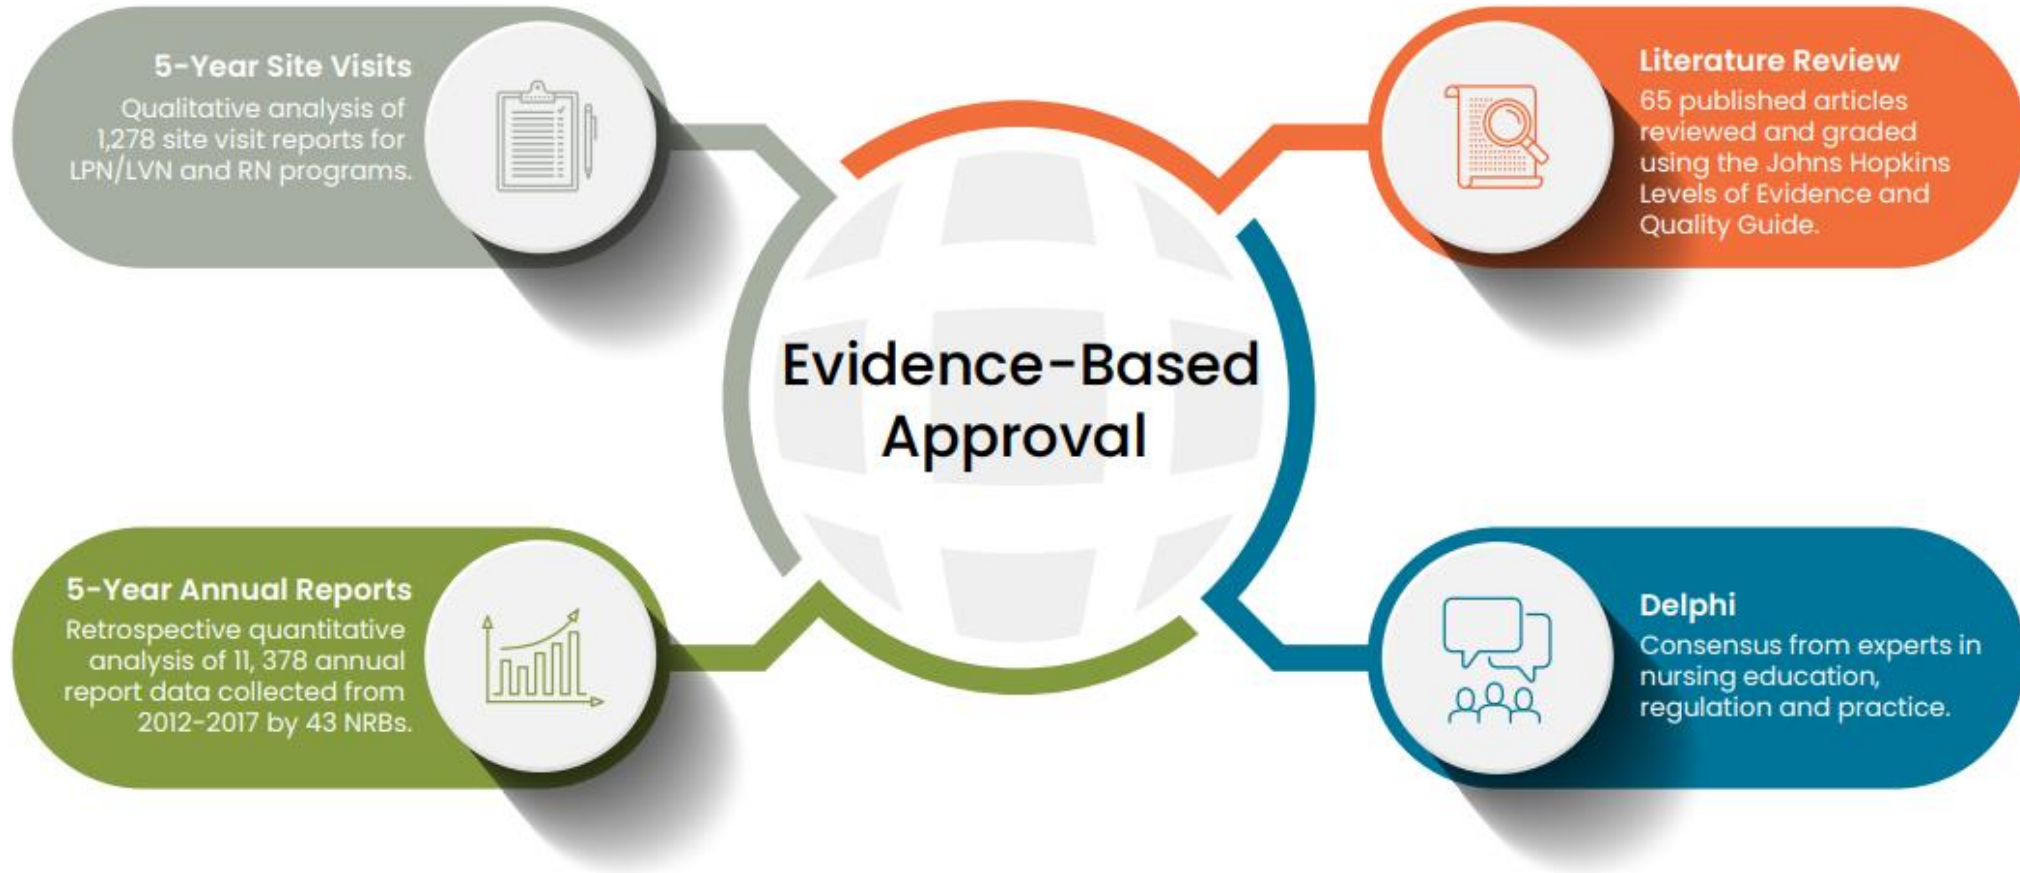 5-Year Site Visits
Qualitative analysis of
1,278 site visit reports for
LPN/LVN and RN programs.
Literature Review
65 published articles
reviewed and graded
using the Johns Hopkins
Levels of Evidence and
Quality Guide.
Evidence-Based
Approval
5-Year Annual Reports
Retrospective quantitative
analysis of 11, 378 annual
report data collected from
2012-2017 by 43 NRBs.
Delphi
Consensus from experts in
nursing education,
regulation and practice.